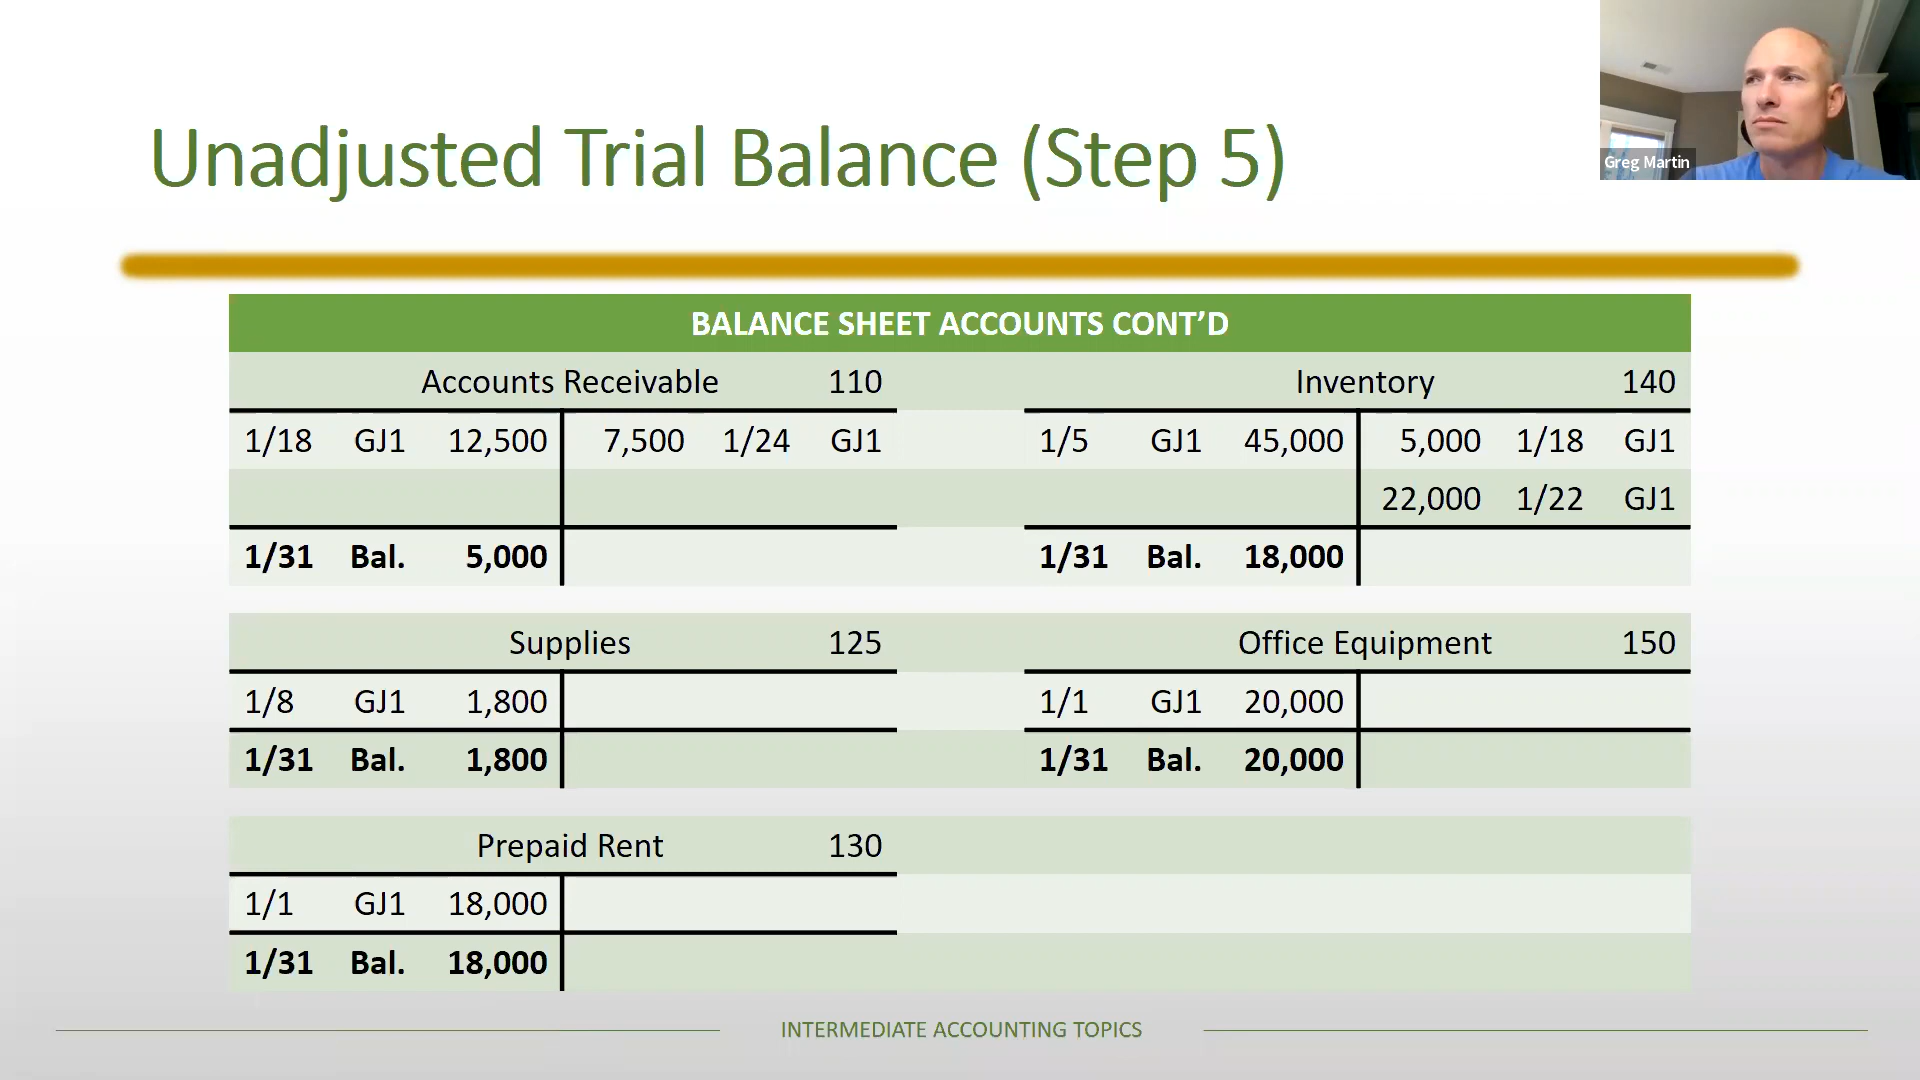 Unadjusted Trial Balance (Step 5)
Greg Martin
BALANCE SHEET ACCOUNTS CONT’D
Accounts Receivable 110 Inventory 140
1/18 GJ1 12,500 7,500 1/24 GJ1 1/5 GJ1 45,000 5,000 1/18 GJ1
22,000 1/22 GJ1
1/31 Bal. 5,000 1/31 Bal. 18,000
Supplies 125 Office Equipment 150
1/8 GJ1 1,800 1/1 GJ1 20,000
1/31 Bal. 1,800 1/31 Bal. 20,000
Prepaid Rent 130
1/1 GJ1 18,000
1/31 Bal. 18,000
INTERMEDIATE ACCOUNTING TOPICS